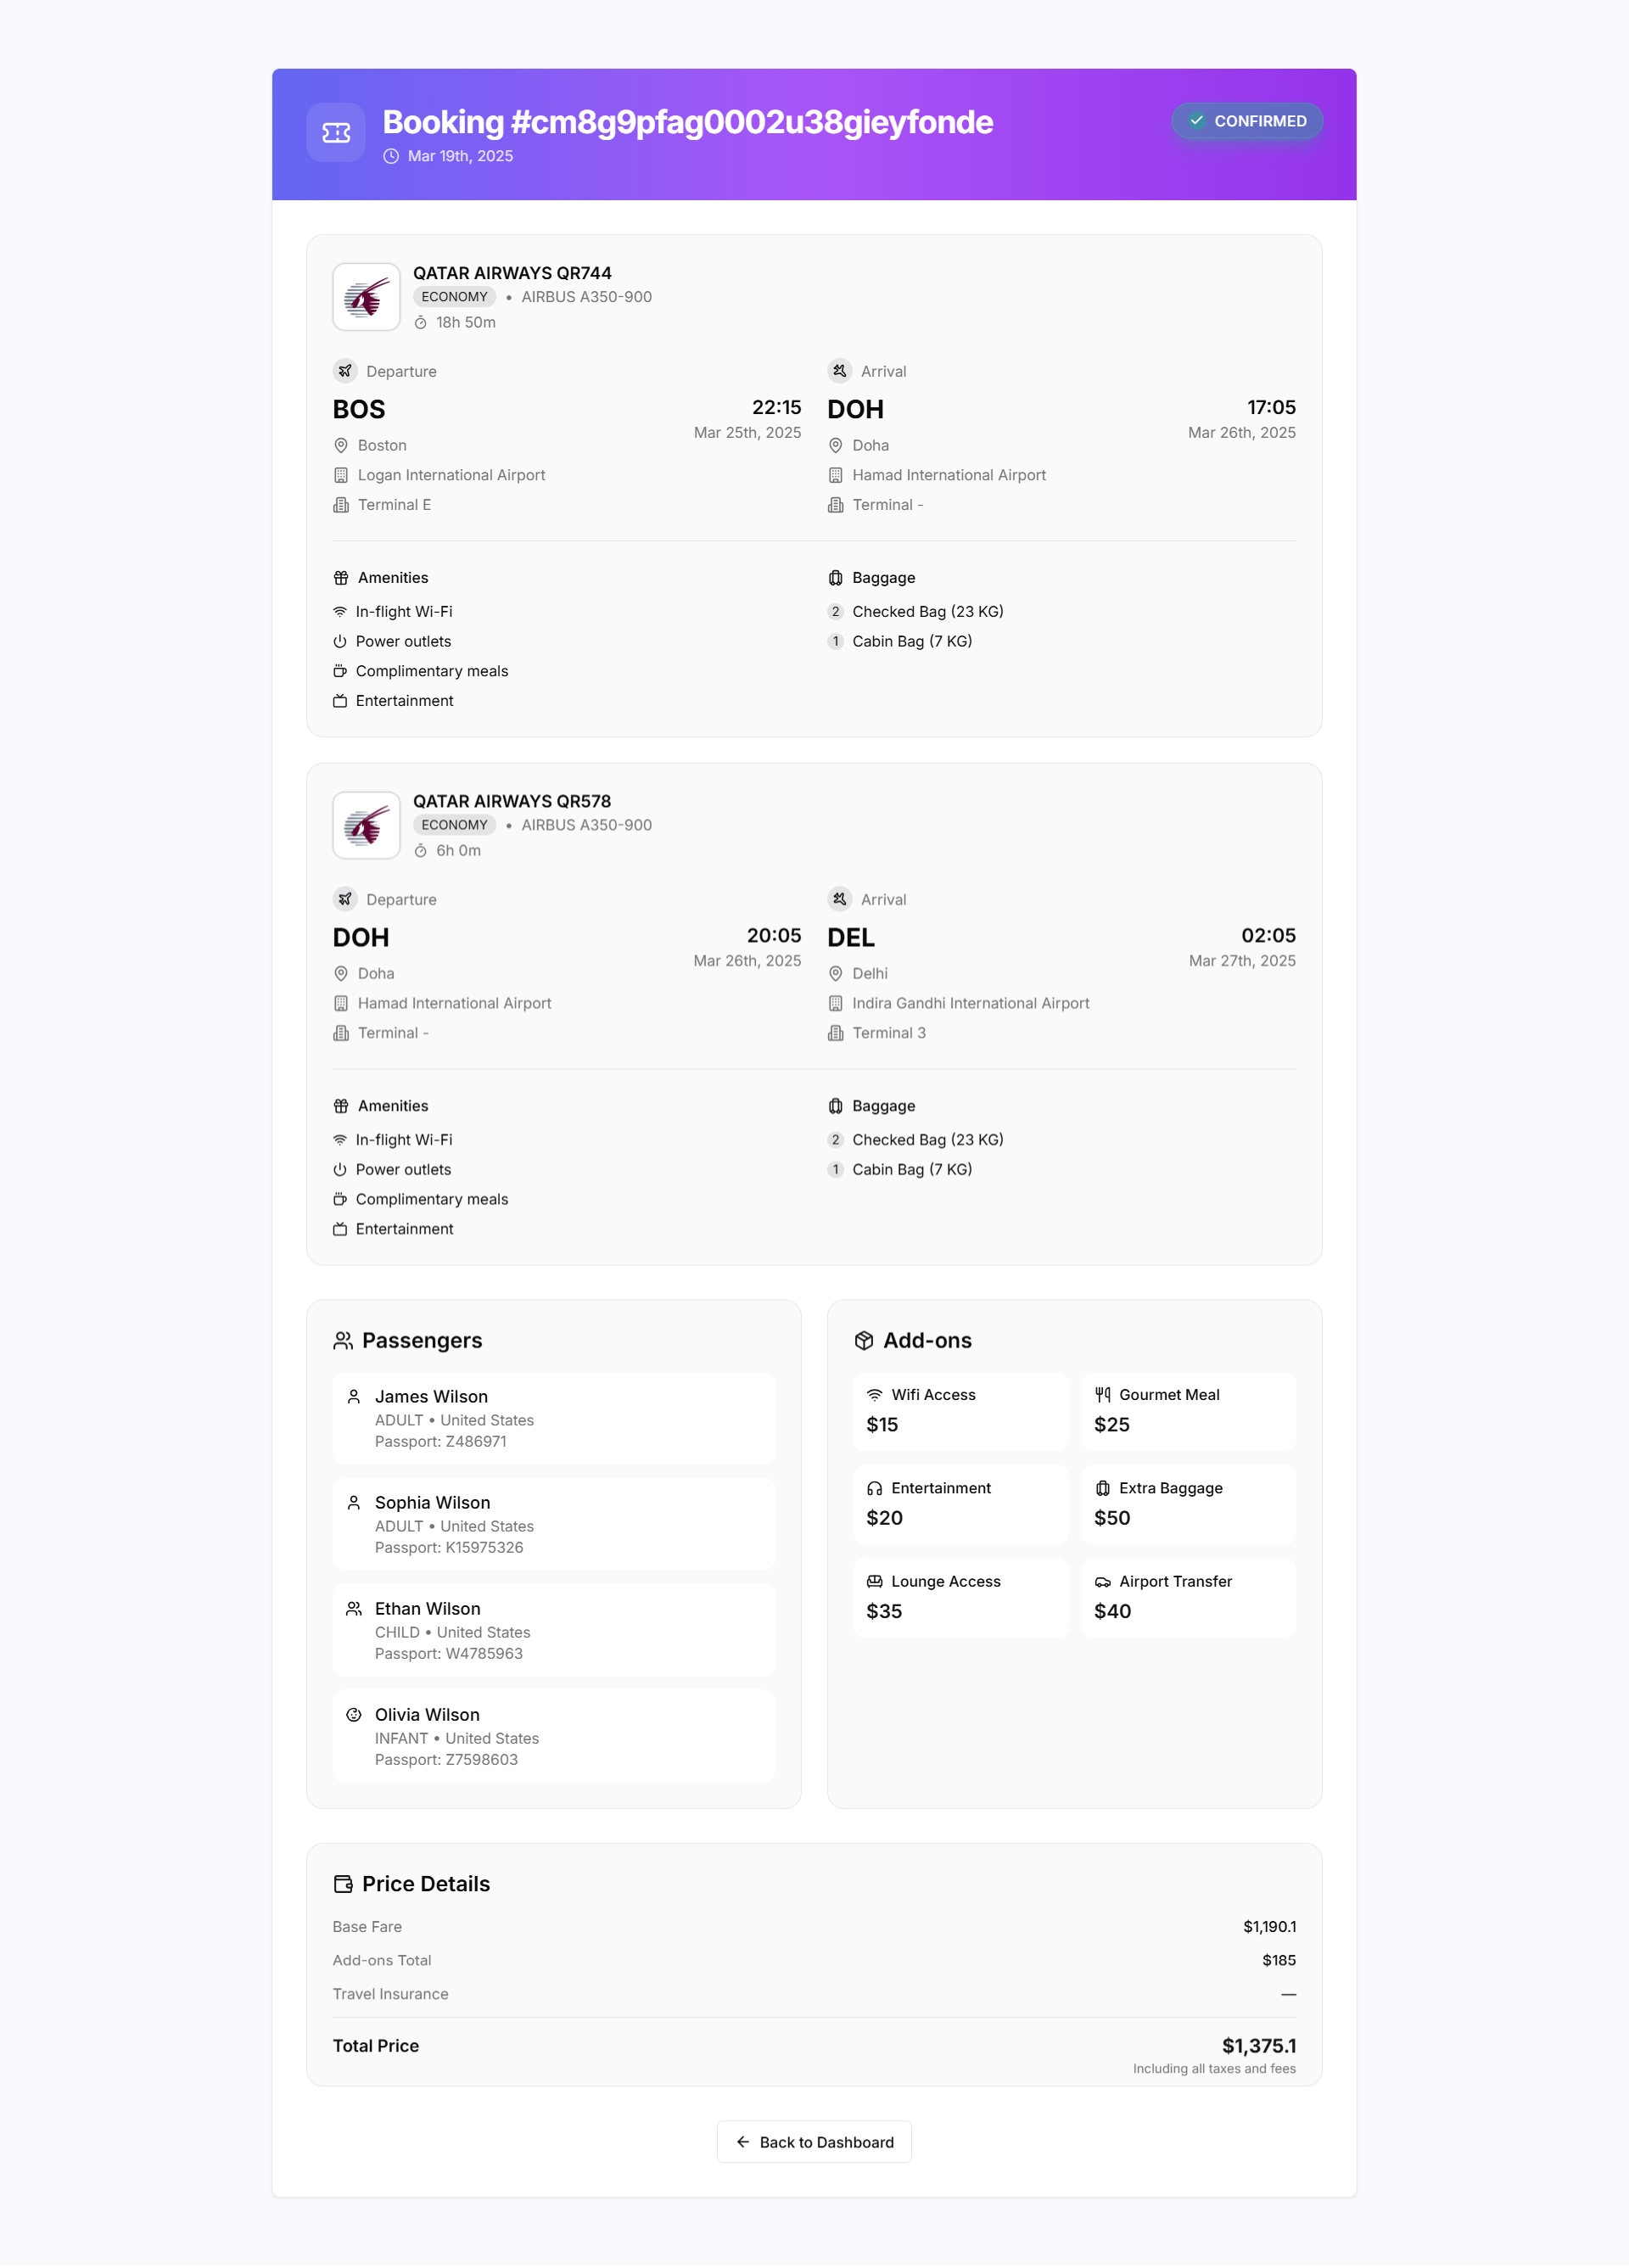 Booking #cm8g9pfag0002u38gieyfonde
Mar 19th, 2025
CONFIRMED
QATAR AIRWAYS QR744
ECONOMY • AIRBUS A350-900
18h 50m
Departure
BOS
22:15
Mar 25th, 2025
Boston
Logan International Airport
Terminal E
Arrival
DOH
17:05
Mar 26th, 2025
Doha
Hamad International Airport
Terminal -
Amenities
In-flight Wi-Fi
Power outlets
Complimentary meals
Entertainment
Baggage
2 Checked Bag (23 KG)
1 Cabin Bag (7 KG)
QATAR AIRWAYS QR578
ECONOMY • AIRBUS A350-900
6h 0m
Departure
DOH
20:05
Mar 26th, 2025
Doha
Hamad International Airport
Terminal -
Arrival
DEL
02:05
Mar 27th, 2025
Delhi
Indira Gandhi International Airport
Terminal 3
Amenities
In-flight Wi-Fi
Power outlets
Complimentary meals
Entertainment
Baggage
2 Checked Bag (23 KG)
1 Cabin Bag (7 KG)
Passengers
James Wilson
ADULT • United States
Passport: Z486971
Sophia Wilson
ADULT • United States
Passport: K15975326
Ethan Wilson
CHILD • United States
Passport: W4785963
Olivia Wilson
INFANT • United States
Passport: Z7598603
Add-ons
Wifi Access
$15
Gourmet Meal
$25
Entertainment
$20
Extra Baggage
$50
Lounge Access
$35
Airport Transfer
$40
Price Details
Base Fare $1,190.1
Add-ons Total $185
Travel Insurance —
Total Price $1,375.1
Including all taxes and fees
Back to Dashboard